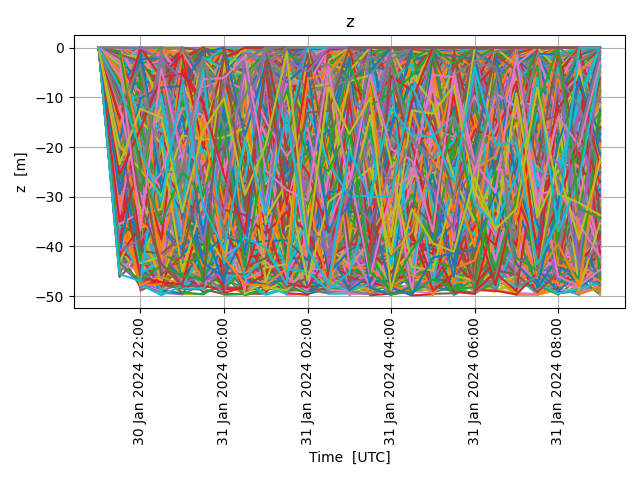 z
0
−10
−20
−30
−40
−50
z [m]
30 Jan 2024 22:00
31 Jan 2024 00:00
31 Jan 2024 02:00
31 Jan 2024 04:00
31 Jan 2024 06:00
31 Jan 2024 08:00
Time [UTC]